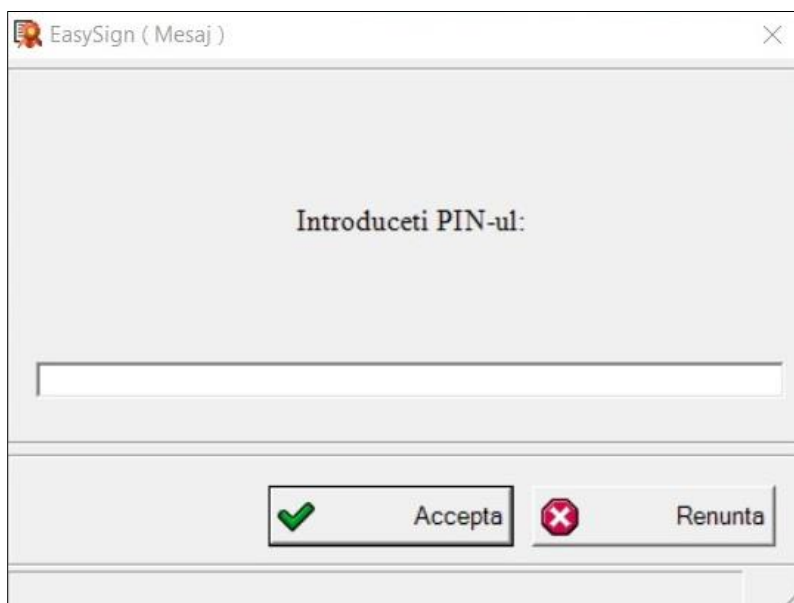 EasySign ( Mesaj )
Introduceti PIN-ul:
Accepta
Renunta